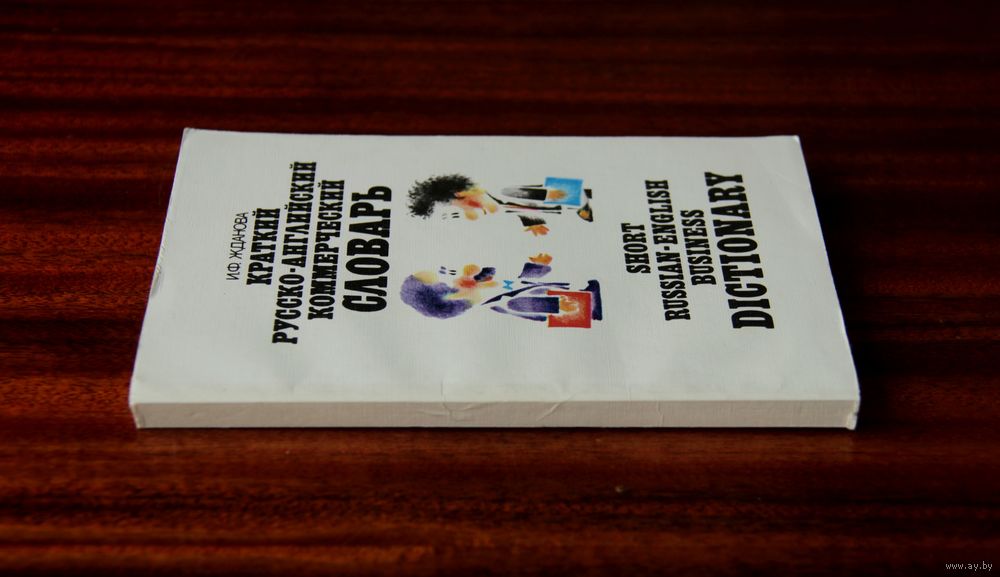 И.Ф. ЖДАНОВА
КРАТКИЙ
РУССКО-АНГЛИЙСКИЙ
КОММЕРЧЕСКИЙ
СЛОВАРЬ
SHORT
RUSSIAN-ENGLISH
BUSINESS
DICTIONARY
www.ay.by